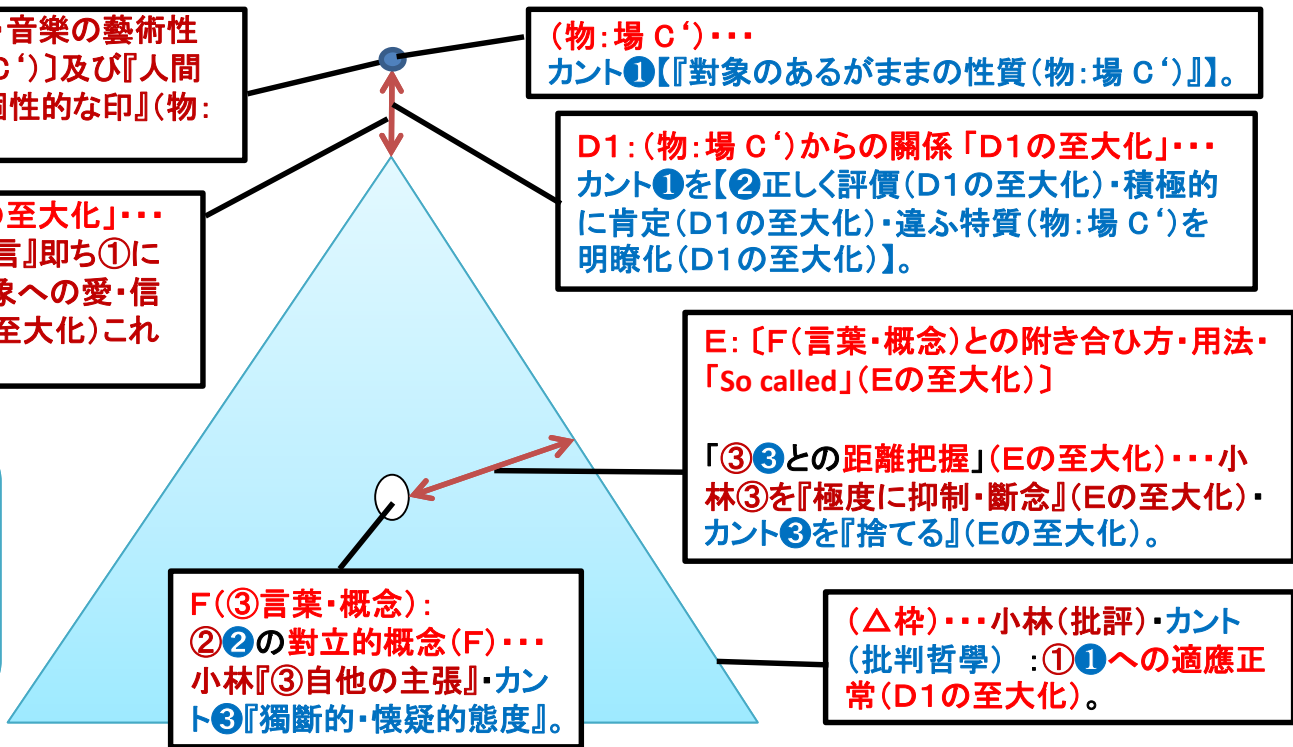 ・音樂の藝術性
C‘)〕及び『人間
個性的な印』(物:
(物:場 C‘)・・・
カント❶【『對象のあるがままの性質(物:場 C‘)』】。
D1:(物:場 C‘)からの關係 「D1の至大化」・・・
カント❶を【❷正しく評價(D1の至大化)・積極的
に肯定(D1の至大化)・違ふ特質(物:場 C‘)を
明瞭化(D1の至大化)】。
の至大化」・・・
言』即ち①に
象への愛・信
至大化)これ
E:〔F(言葉・概念)との附き合ひ方・用法・
「So called」(Eの至大化)〕
「③❸との距離把握」(Eの至大化)・・・小
林③を『極度に抑制・斷念』(Eの至大化)・
カント❸を『捨てる』(Eの至大化)。
F(③言葉・概念):
②❷の對立的概念(F)・・・
小林『③自他の主張』・カン
ト❸『獨斷的・懐疑的態度』。
(△枠)・・・小林(批評)・カント
(批判哲學) :①❶への適應正
常(D1の至大化)。